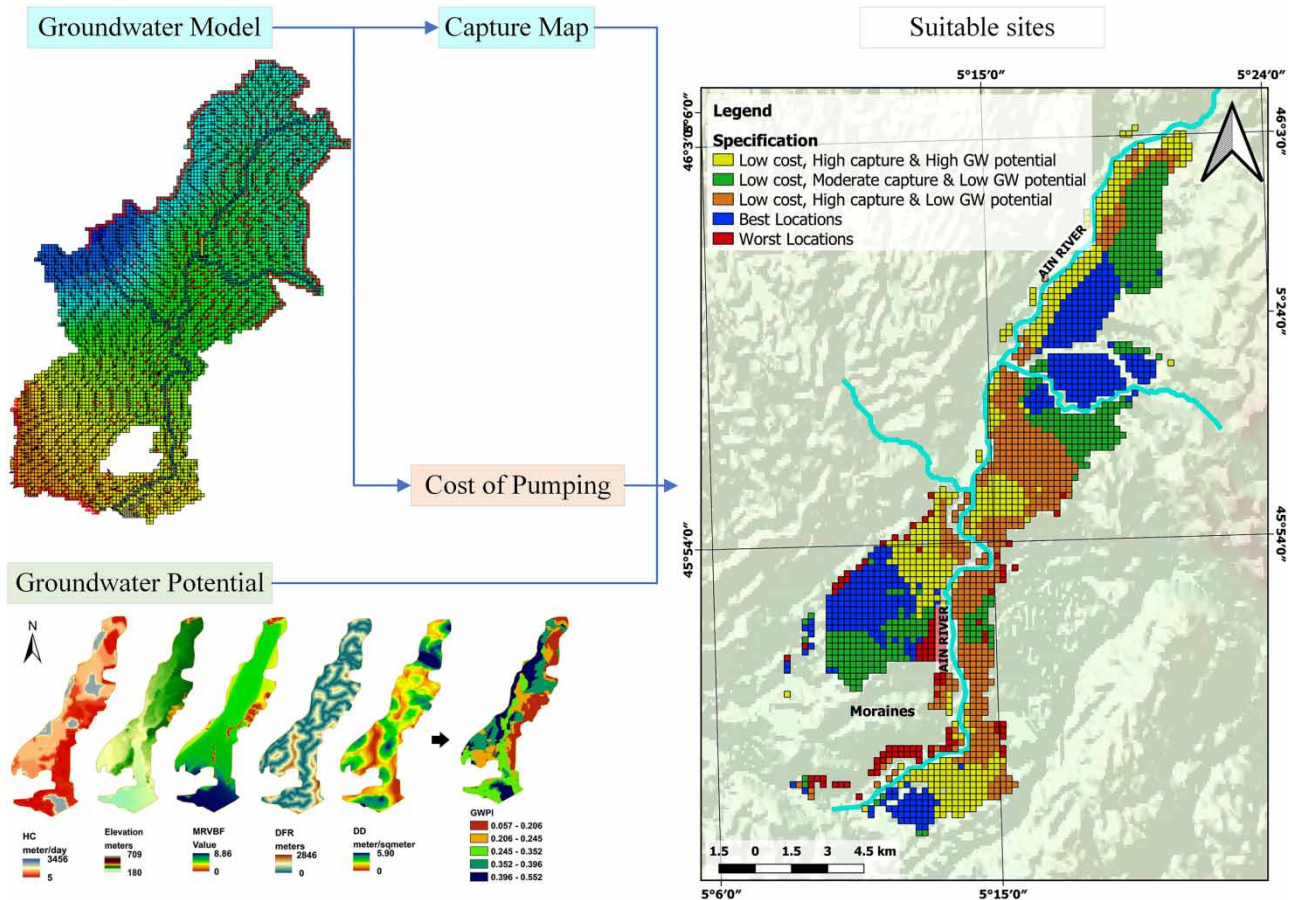 Groundwater Model
Capture Map
Suitable sites
5°15'0"
5°24'0"
46°3'0"
5°6'0"
46°3'0"
Legend
Specification
Low cost, High capture & High GW potential
Low cost, Moderate capture & Low GW potential
Low cost, High capture & Low GW potential
Best Locations
Worst Locations
AIN RIVER
5°24'0"
Cost of Pumping
45°54'0"
45°54'0"
Groundwater Potential
N
AIN RIVER
Moraines
HC
meter/day
3456
5
Elevation
meters
709
180
MRVBF
Value
8.86
0
DFR
meters
2846
0
DD
meter/sqmeter
5.90
0
GWPI
0.057 - 0.206
0.206 - 0.245
0.245 - 0.352
0.352 - 0.396
0.396 - 0.552
1.5 0 1.5 3 4.5 km
5°6'0"
5°15'0"